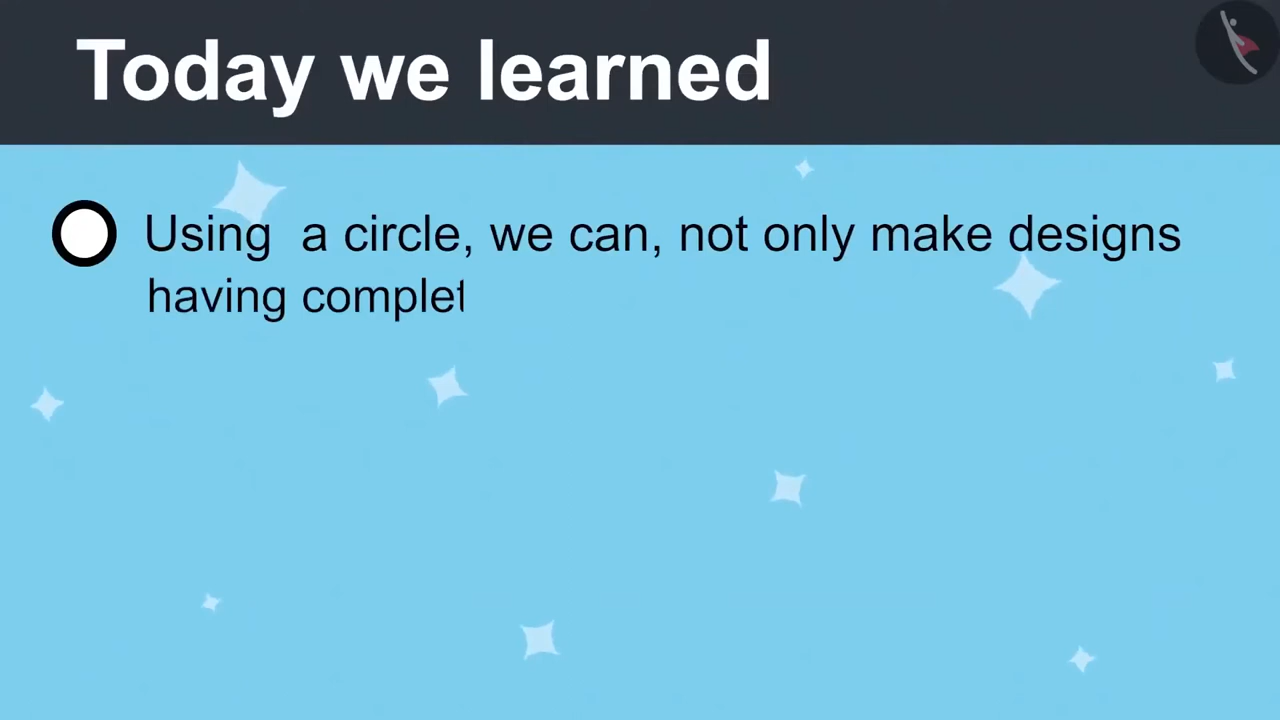 Today we learned
Using a circle, we can, not only make designs
having complet